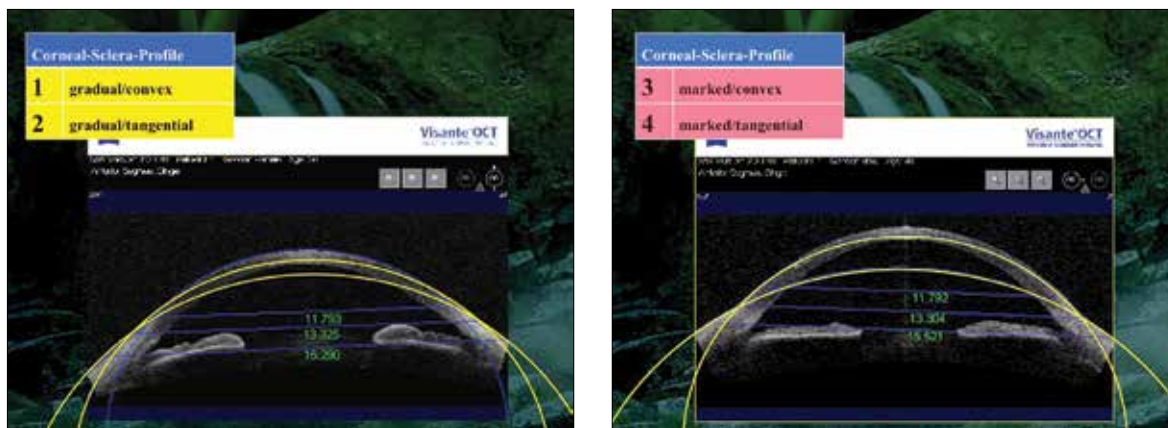 Corneal-Sclera-Profile
1 gradual/convex
2 gradual/tangential
Visante OCT
11.793
13.325
15.290
Corneal-Sclera-Profile
3 marked/convex
4 marked/tangential
Visante OCT
11.792
13.304
15.521